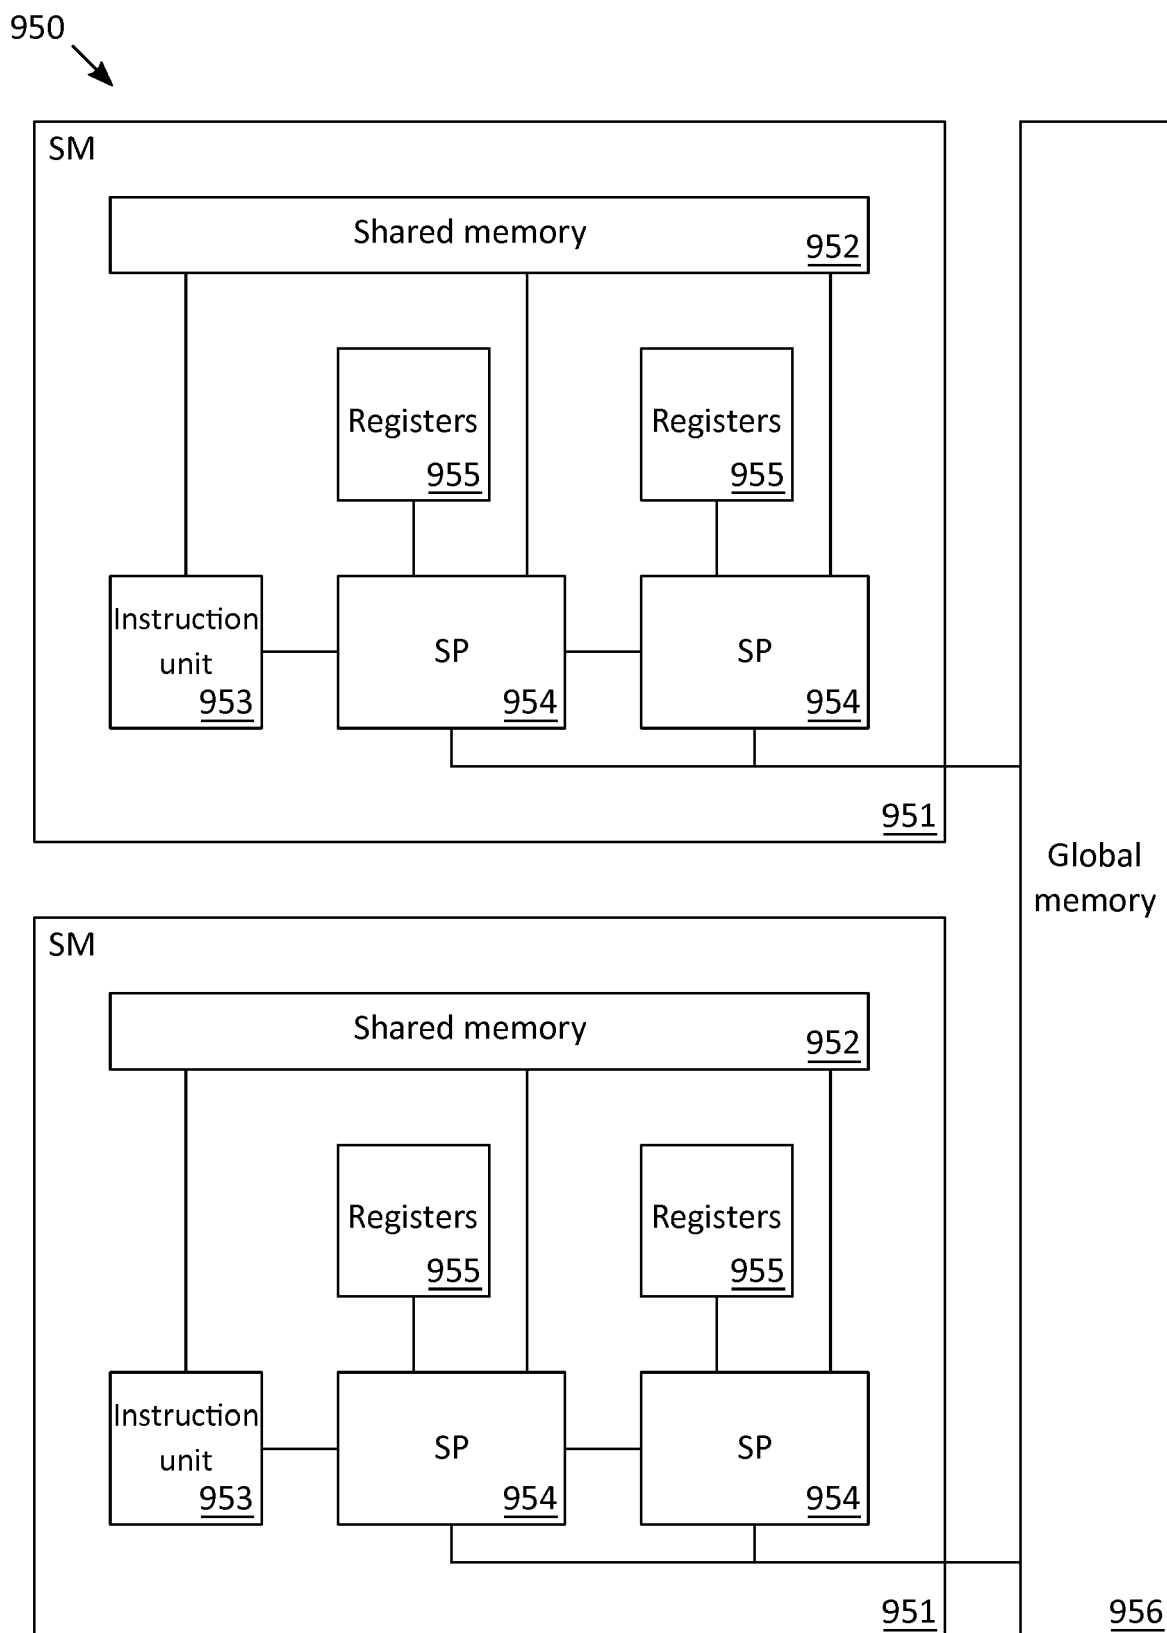 950
SM
Shared memory
952
Registers
955
Registers
955
Instruction
unit
953
SP
954
SP
954
951
Global
memory
SM
Shared memory
952
Registers
955
Registers
955
Instruction
unit
953
SP
954
SP
954
951
956